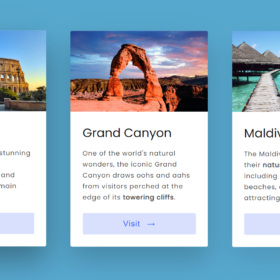 stunning
and
main
Grand Canyon
One of the world's natural
wonders, the iconic Grand
Canyon draws oohs and aahs
from visitors perched at the
edge of its towering cliffs.
Visit →
Maldiv
The Maldiv
their natu
including
beaches, 
attracting